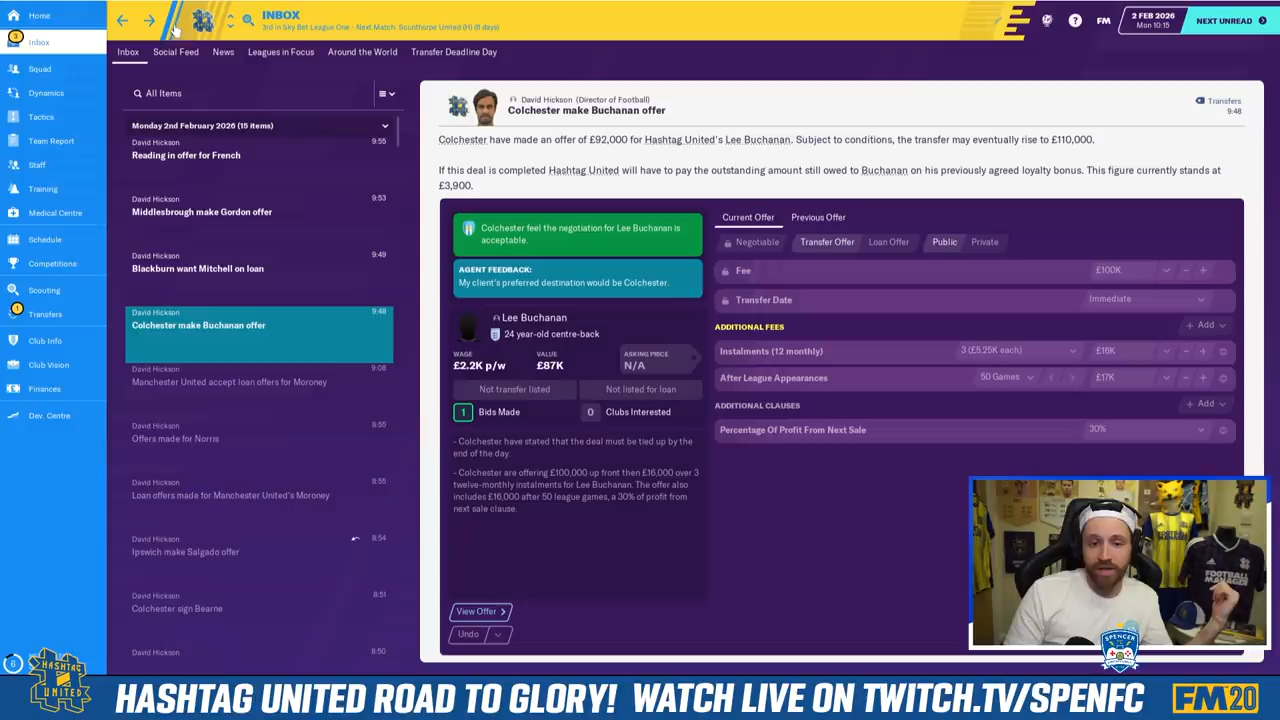 Home
INBOX
3rd in Sky Bet League One - Next Match: Scunthorpe United (H) (8 days)
FM
2 FEB 2026
Mon 10:15
NEXT UNREAD
3
Inbox
Squad
Dynamics
Tactics
Team Report
Staff
Training
Medical Centre
Schedule
Competitions
Scouting
1
Transfers
Club Info
Club Vision
Finances
Dev. Centre
6
Inbox
Social Feed
News
Leagues in Focus
Around the World
Transfer Deadline Day
All Items
Monday 2nd February 2026 (15 items)
David Hickson
9:55
Reading in offer for French
David Hickson
9:53
Middlesbrough make Gordon offer
David Hickson
9:49
Blackburn want Mitchell on loan
David Hickson
9:48
Colchester make Buchanan offer
David Hickson
9:08
Manchester United accept loan offers for Moroney
David Hickson
8:55
Offers made for Norris
David Hickson
8:55
Loan offers made for Manchester United's Moroney
David Hickson
8:54
Ipswich make Salgado offer
David Hickson
8:51
Colchester sign Bearne
David Hickson
8:50
David Hickson (Director of Football)
Colchester make Buchanan offer
Transfers
9:48
Colchester have made an offer of £92,000 for Hashtag United's Lee Buchanan. Subject to conditions, the transfer may eventually rise to £110,000.
If this deal is completed Hashtag United will have to pay the outstanding amount still owed to Buchanan on his previously agreed loyalty bonus. This figure currently stands at
£3,900.
Colchester feel the negotiation for Lee Buchanan is
acceptable.
AGENT FEEDBACK:
My client's preferred destination would be Colchester.
Lee Buchanan
24 year-old centre-back
WAGE
£2.2K p/w
VALUE
£87K
ASKING PRICE
N/A
Not transfer listed
Not listed for loan
1 Bids Made
0 Clubs Interested
- Colchester have stated that the deal must be tied up by the
end of the day.
- Colchester are offering £100,000 up front then £16,000 over 3
twelve-monthly instalments for Lee Buchanan. The offer also
includes £16,000 after 50 league games, a 30% of profit from
next sale clause.
View Offer
Undo
Current Offer
Previous Offer
Negotiable
Transfer Offer
Loan Offer
Public
Private
Fee
£100K
Transfer Date
Immediate
ADDITIONAL FEES
Add
Instalments (12 monthly)
3 (£5.25K each)
£16K
After League Appearances
50 Games
£17K
ADDITIONAL CLAUSES
Add
Percentage Of Profit From Next Sale
30%
FOOTBALL
MANAGER
SPENCER
HASHTAG
UNITED
HASHTAG UNITED ROAD TO GLORY! WATCH LIVE ON TWITCH.TV/SPENFC
FM20